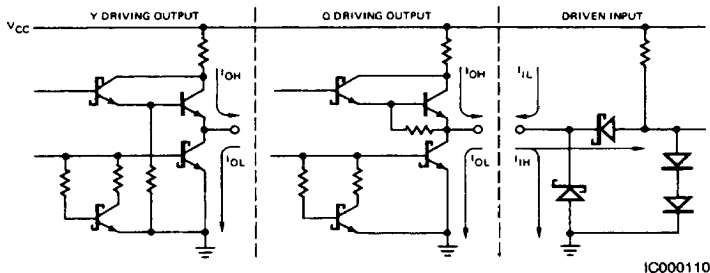 Y DRIVING OUTPUT
Q DRIVING OUTPUT
DRIVEN INPUT
VCC
IOH
IOH
IIL
IOL
IOL
IIH
IC000110